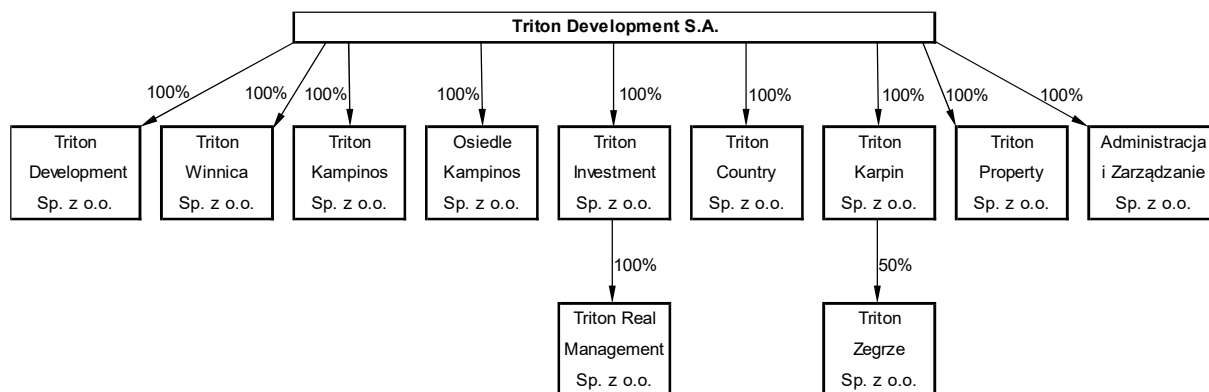 Triton Development S.A.
100%
100%
100%
100%
100%
100%
100%
100%
100%
Triton
Development
Sp. z o.o.
Triton
Winnica
Sp. z o.o.
Triton
Kampinos
Sp. z o.o.
Osiedle
Kampinos
Sp. z o.o.
Triton
Investment
Sp. z o.o.
Triton
Country
Sp. z o.o.
Triton
Karpin
Sp. z o.o.
Triton
Property
Sp. z o.o.
Administracja
i Zarządzanie
Sp. z o.o.
100%
50%
Triton Real
Management
Sp. z o.o.
Triton
Zegrze
Sp. z o.o.